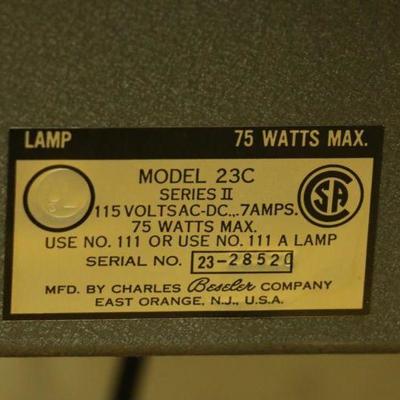 LAMP 75 WATTS MAX.
MODEL 23C
SERIES II
115 VOLTS AC-DC...7AMPS.
75 WATTS MAX.
USE NO. 111 OR USE NO. 111 A LAMP
SERIAL NO. 23-28520
MFD. BY CHARLES Beseler COMPANY
EAST ORANGE, N.J., U.S.A.
SA